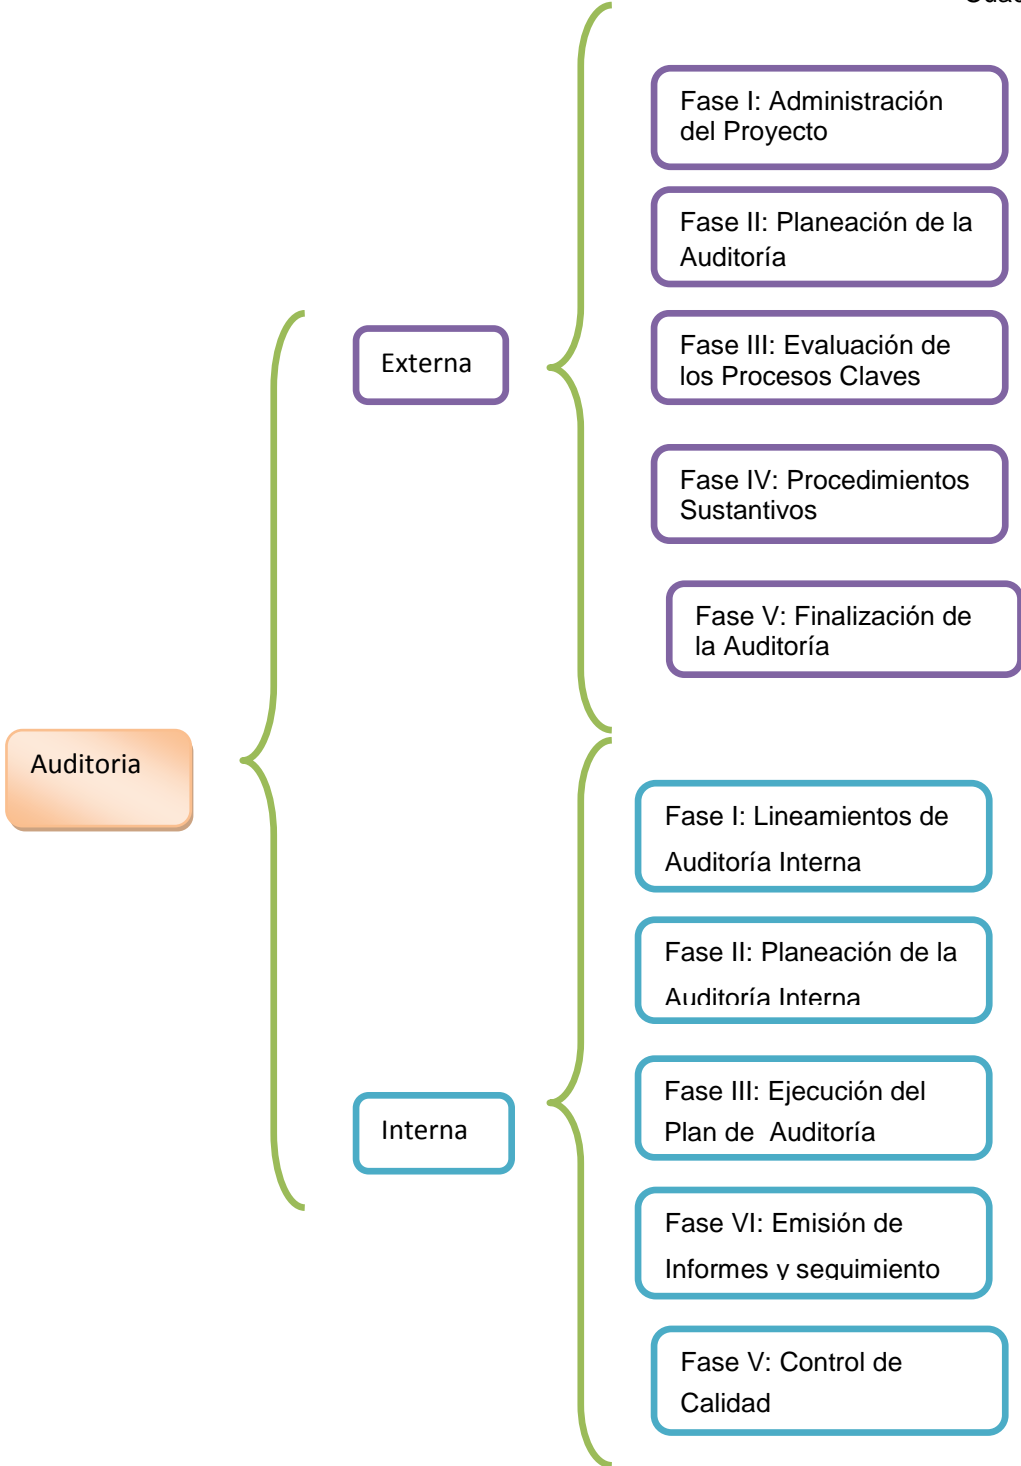 Fase I: Administración
del Proyecto
Fase II: Planeación de la
Auditoría
Externa
Fase III: Evaluación de
los Procesos Claves
Fase IV: Procedimientos
Sustantivos
Fase V: Finalización de
la Auditoría
Auditoria
Fase I: Lineamientos de
Auditoría Interna
Fase II: Planeación de la
Auditoría Interna
Interna
Fase III: Ejecución del
Plan de Auditoría
Fase VI: Emisión de
Informes y seguimiento
Fase V: Control de
Calidad